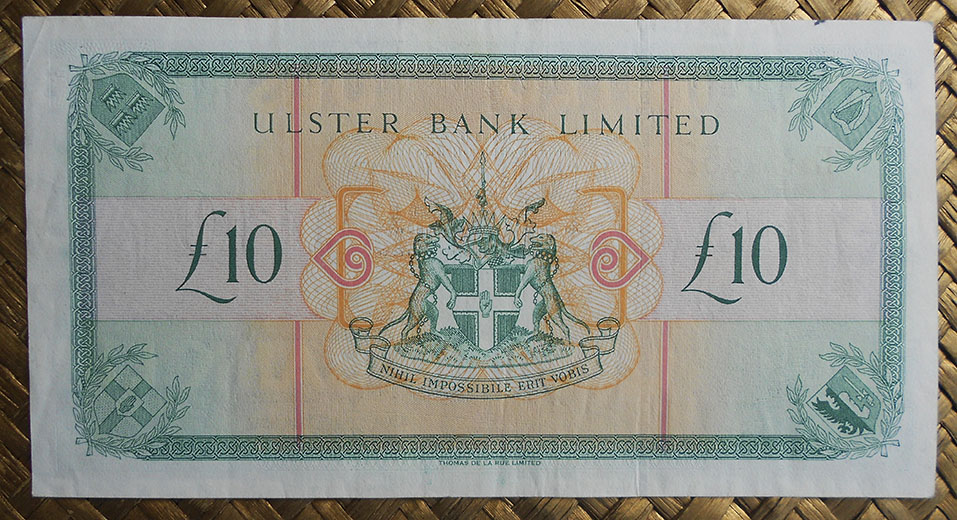 ULSTER BANK LIMITED
£10 £10
NIHIL IMPOSSIBILE ERIT VOBIS
THOMAS DE LA RUE LIMITED